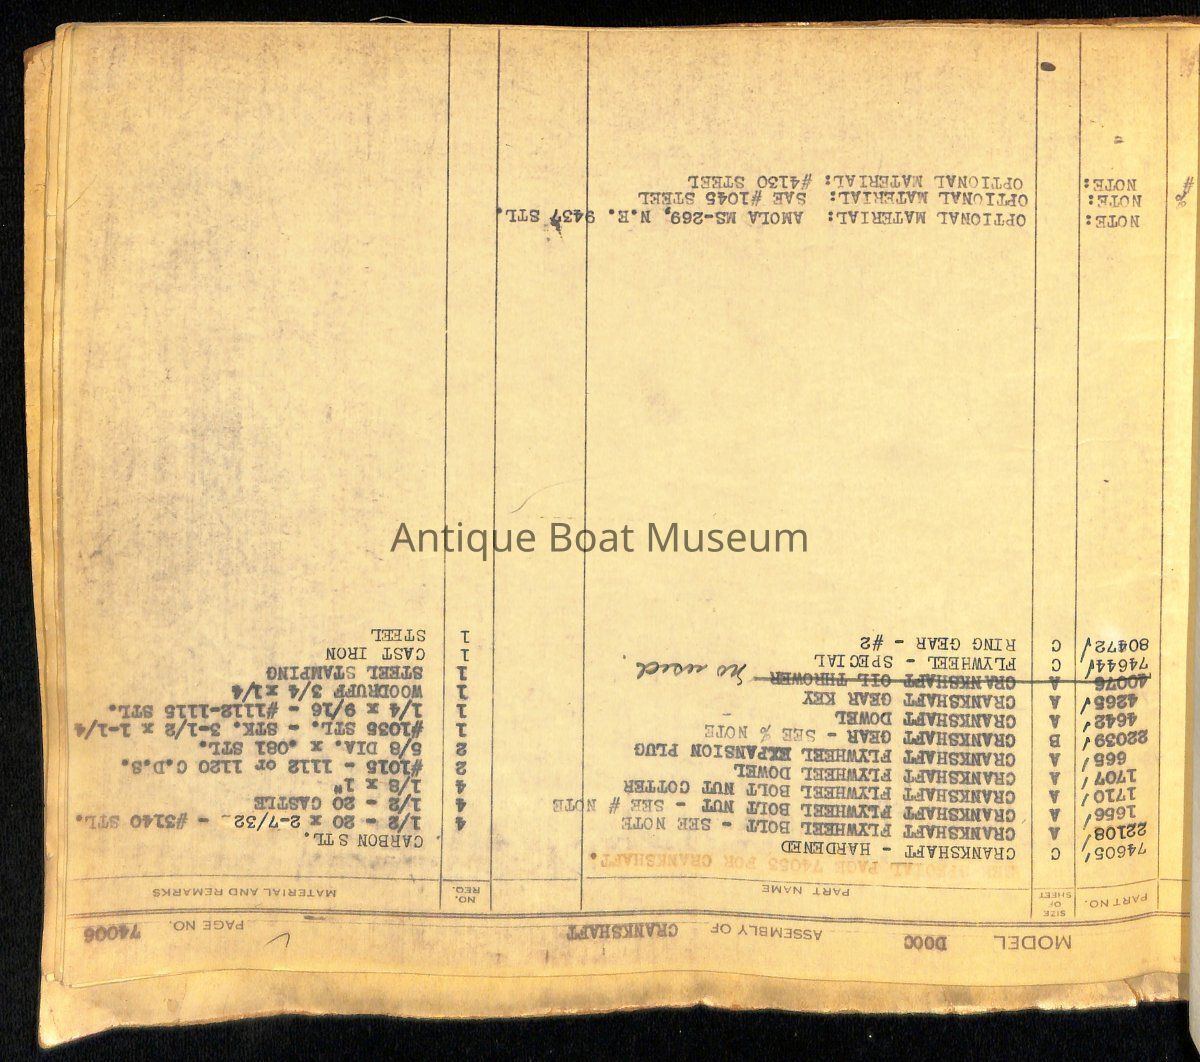 MODEL DOOC ASSEMBLY OF CRANKSHAFT PAGE NO. 74006
PART NO. SIZE OF SHEET PART NAME NO. REQ. MATERIAL AND REMARKS
SPECIAL PAGE 74055 FOR CRANKSHAFT.
74605 C CRANKSHAFT - HARDENED CARBON STL.
22108 A CRANKSHAFT FLYWHEEL BOLT - SEE NOTE 4 1/2 - 20 x 2-7/32 - #3140 STL.
1656 A CRANKSHAFT FLYWHEEL BOLT NUT - SEE # NOTE 4 1/2 - 20 CASTLE
1710 A CRANKSHAFT FLYWHEEL BOLT NUT COTTER 4 1/8 x 1"
1707 A CRANKSHAFT FLYWHEEL DOWEL 2 #1015 - 1112 or 1120 C.D.S.
665 A CRANKSHAFT FLYWHEEL EXPANSION PLUG 2 5/8 DIA. x .081 STL.
22039 B CRANKSHAFT GEAR - SEE % NOTE 1 #1035 STL. - STK. 3-1/2 x 1-1/4
4642 A CRANKSHAFT DOWEL 1 1/4 x 9/16 - #1112-1115 STL.
4265 A CRANKSHAFT GEAR KEY 1 WOODRUFF 3/4 x 1/4
40076 A CRANKSHAFT OIL THROWER no used. 1 STEEL STAMPING
74644 C FLYWHEEL - SPECIAL 1 CAST IRON
80472 C RING GEAR - #2 1 STEEL
NOTE: OPTIONAL MATERIAL: AMOLA MS-269, N.E. 9437 STL.
# NOTE: OPTIONAL MATERIAL: SAE #1045 STEEL
% NOTE: OPTIONAL MATERIAL: #4130 STEEL
Antique Boat Museum